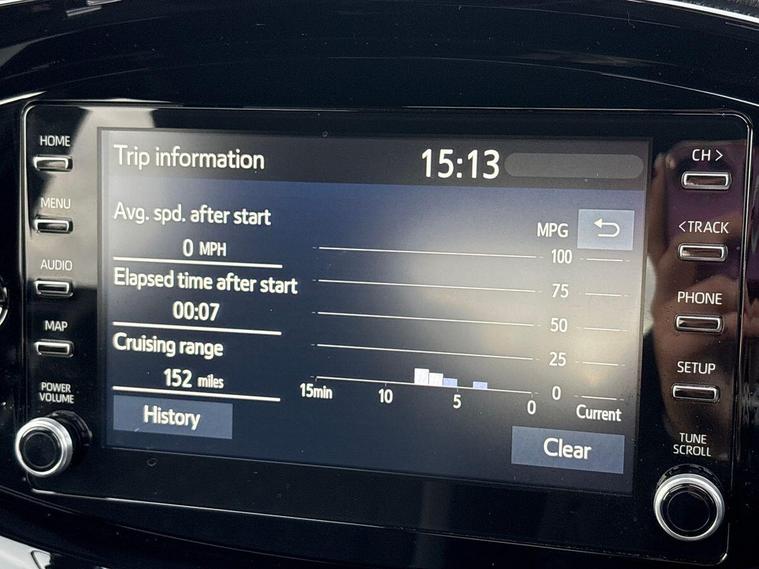 HOME
MENU
AUDIO
MAP
POWER
VOLUME
Trip information
15:13
Avg. spd. after start
0 MPH
Elapsed time after start
00:07
Cruising range
152 miles
History
MPG
100
75
50
25
0
15min 10 5 0 Current
Clear
CH >
< TRACK
PHONE
SETUP
TUNE
SCROLL